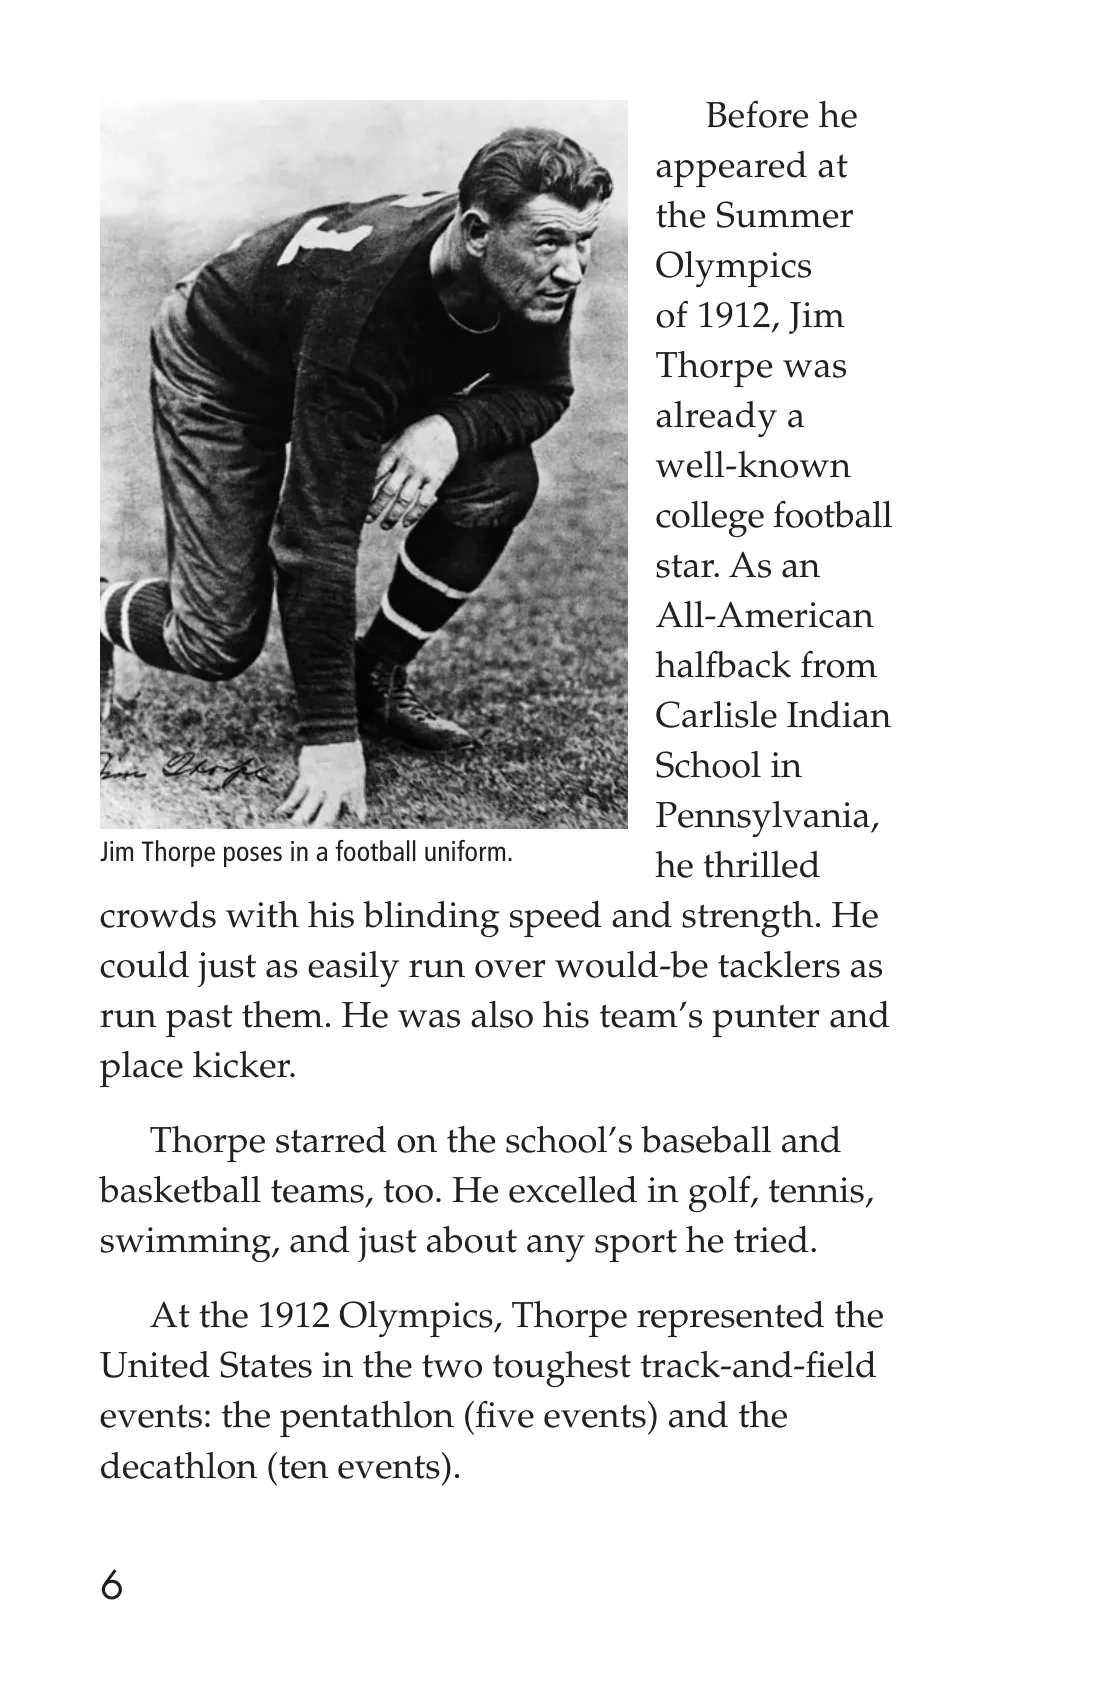 Before he
appeared at
the Summer
Olympics
of 1912, Jim
Thorpe was
already a
well-known
college football
star. As an
All-American
halfback from
Carlisle Indian
School in
Pennsylvania,
he thrilled
Jim Thorpe
Jim Thorpe poses in a football uniform.
crowds with his blinding speed and strength. He
could just as easily run over would-be tacklers as
run past them. He was also his team’s punter and
place kicker.
Thorpe starred on the school’s baseball and
basketball teams, too. He excelled in golf, tennis,
swimming, and just about any sport he tried.
At the 1912 Olympics, Thorpe represented the
United States in the two toughest track-and-field
events: the pentathlon (five events) and the
decathlon (ten events).
6